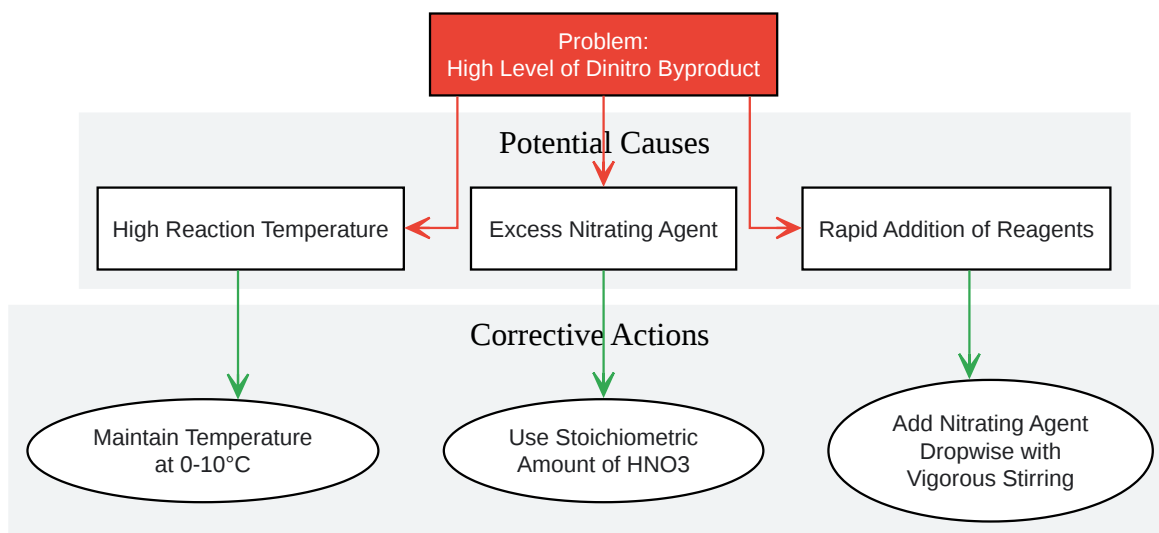 Problem:
High Level of Dinitro Byproduct
Potential Causes
High Reaction Temperature
Excess Nitrating Agent
Rapid Addition of Reagents
Corrective Actions
Maintain Temperature
at 0-10°C
Use Stoichiometric
Amount of HNO3
Add Nitrating Agent
Dropwise with
Vigorous Stirring